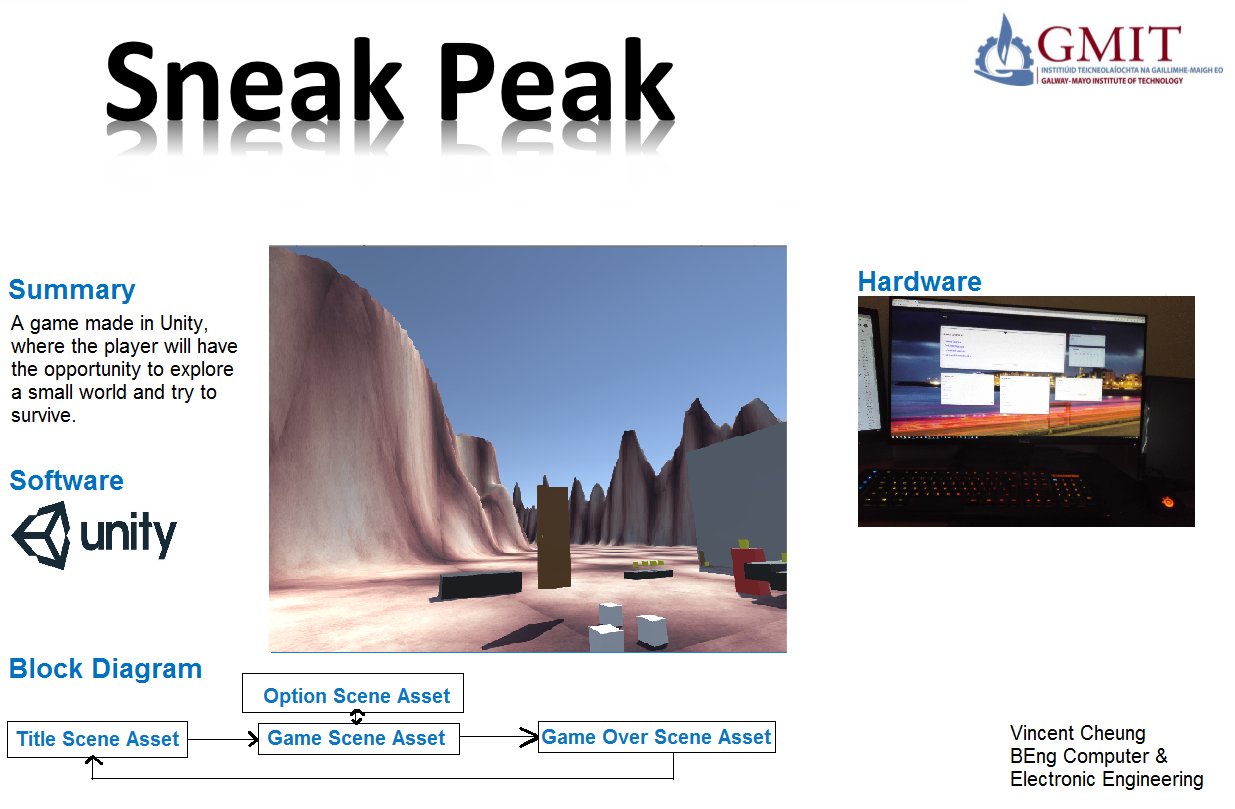 Sneak Peak
GMIT
INSTITIÚID TEICNEOLAÍOCHTA NA GAILLIMHE-MAIGH EO
GALWAY-MAYO INSTITUTE OF TECHNOLOGY
Summary
A game made in Unity,
where the player will have
the opportunity to explore
a small world and try to
survive.
Software
unity
Hardware
Block Diagram
Option Scene Asset
Title Scene Asset
Game Scene Asset
Game Over Scene Asset
Vincent Cheung
BEng Computer &
Electronic Engineering